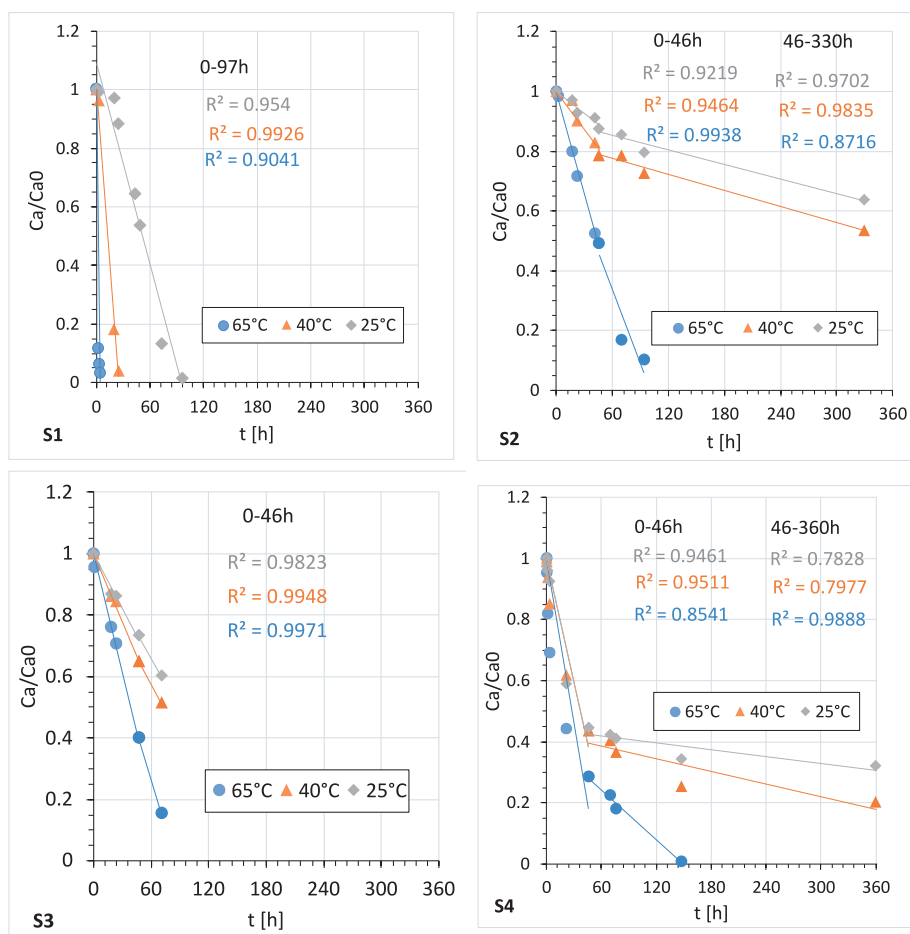 1.2
1
0.8
0.6
0.4
0.2
0
Ca/Ca0
0-97h
R² = 0.954
R² = 0.9926
R² = 0.9041
65°C 40°C 25°C
0 60 120 180 240 300 360
t [h]
S1
1.2
1
0.8
0.6
0.4
0.2
0
Ca/Ca0
0-46h 46-330h
R² = 0.9219 R² = 0.9702
R² = 0.9464 R² = 0.9835
R² = 0.9938 R² = 0.8716
65°C 40°C 25°C
0 60 120 180 240 300 360
t [h]
S2
1.2
1
0.8
0.6
0.4
0.2
0
Ca/Ca0
0-46h
R² = 0.9823
R² = 0.9948
R² = 0.9971
65°C 40°C 25°C
0 60 120 180 240 300 360
t [h]
S3
1.2
1
0.8
0.6
0.4
0.2
0
Ca/Ca0
0-46h 46-360h
R² = 0.9461 R² = 0.7828
R² = 0.9511 R² = 0.7977
R² = 0.8541 R² = 0.9888
65°C 40°C 25°C
0 60 120 180 240 300 360
t [h]
S4